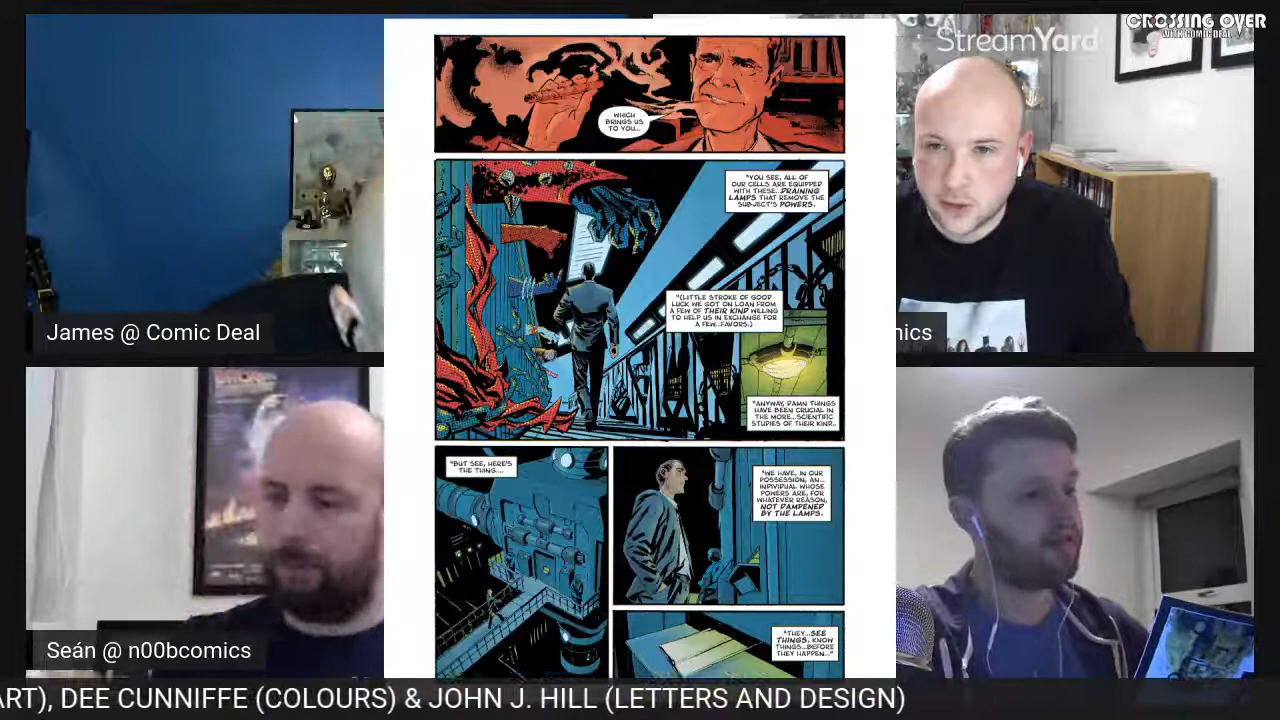 CROSSING OVER
WITH COMIC DEAL
StreamYard
WHICH
BRINGS US
TO YOU...
"YOU SEE, ALL OF
OUR CELLS ARE EQUIPPED
WITH THESE...DRAINING
LAMPS THAT REMOVE THE
SUBJECT'S POWERS.
"(LITTLE STROKE OF GOOD
LUCK WE GOT ON LOAN FROM
A FEW OF THEIR KIND WILLING
TO HELP US IN EXCHANGE FOR
A FEW...FAVORS.)
"ANYWAY, DAMN THINGS
HAVE BEEN CRUCIAL IN
THE MORE...SCIENTIFIC
STUDIES OF THEIR KIND...
James @ Comic Deal
nics
"BUT SEE, HERE'S
THE THING....
"WE HAVE, IN OUR
POSSESSION, AN...
INDIVIDUAL WHOSE
POWERS ARE, FOR
WHATEVER REASON,
NOT DAMPENED
BY THE LAMPS.
"THEY...SEE
THINGS. KNOW
THINGS...BEFORE
THEY HAPPEN..."
Seán @ n00bcomics
ART), DEE CUNNIFFE (COLOURS) & JOHN J. HILL (LETTERS AND DESIGN)